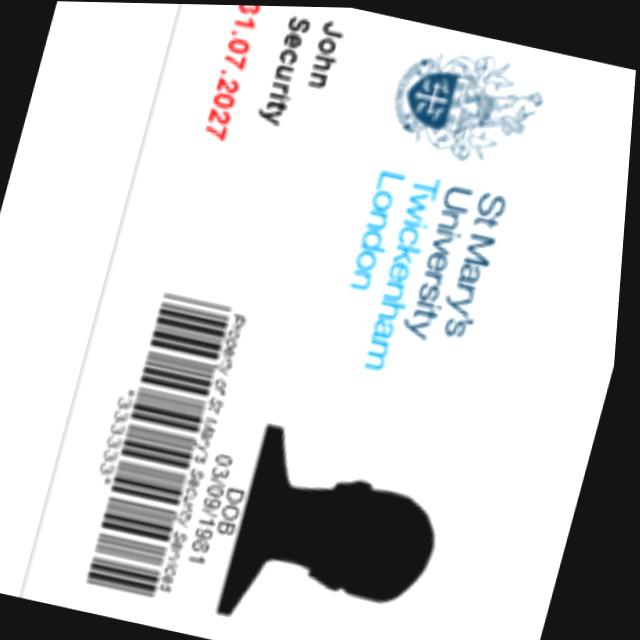 St Mary's
University
Twickenham
London
John
Security
31.07.2027
DOB
03/09/1981
Property of St Mary's Security Services
*333333*